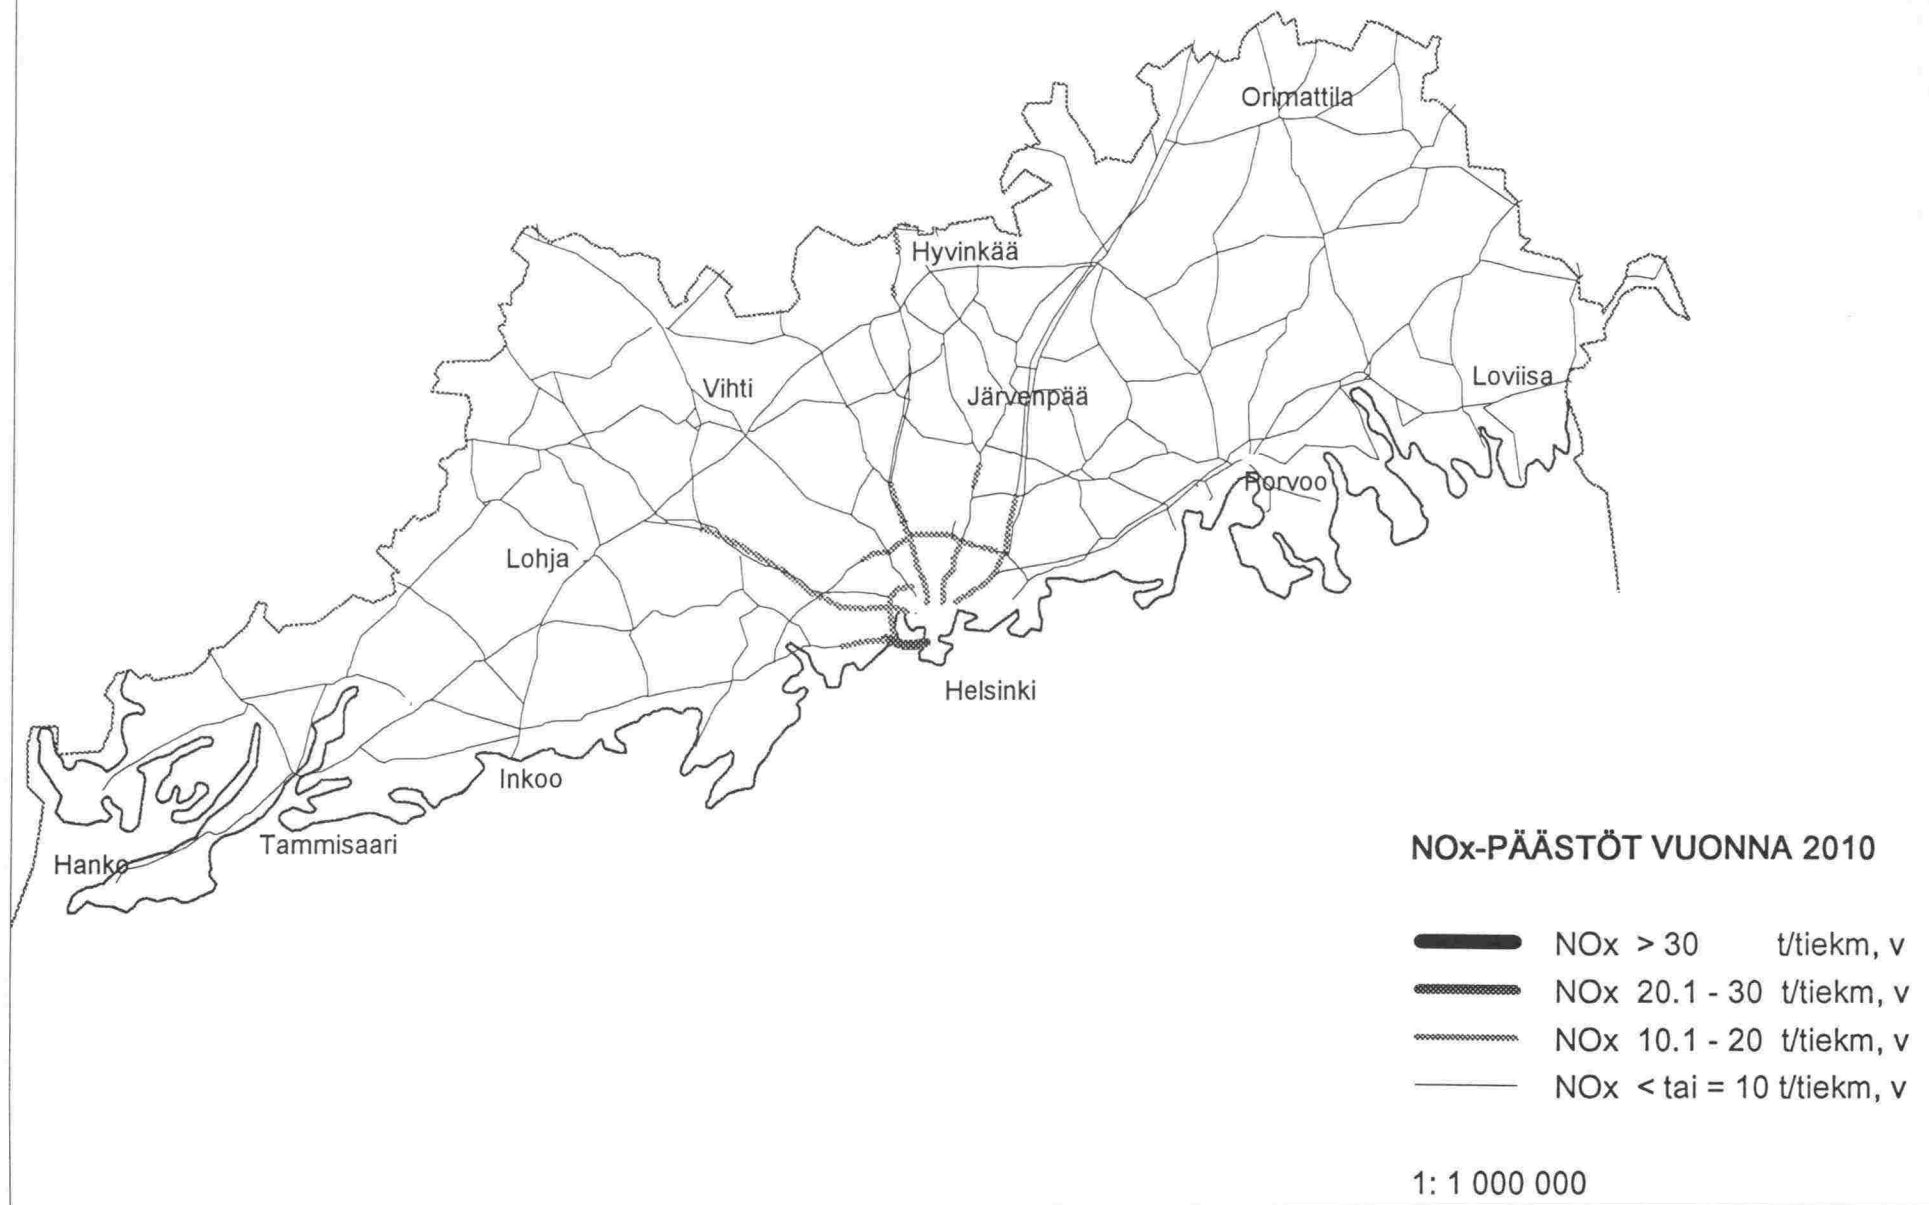 Orimattila
Hyvinkää
Vihti
Järvenpää
Loviisa
Porvoo
Lohja
Helsinki
Inkoo
Tammisaari
Hanko
NOx-PÄÄSTÖT VUONNA 2010
NOx > 30 t/tiekm, v
NOx 20.1 - 30 t/tiekm, v
NOx 10.1 - 20 t/tiekm, v
NOx < tai = 10 t/tiekm, v
1: 1 000 000